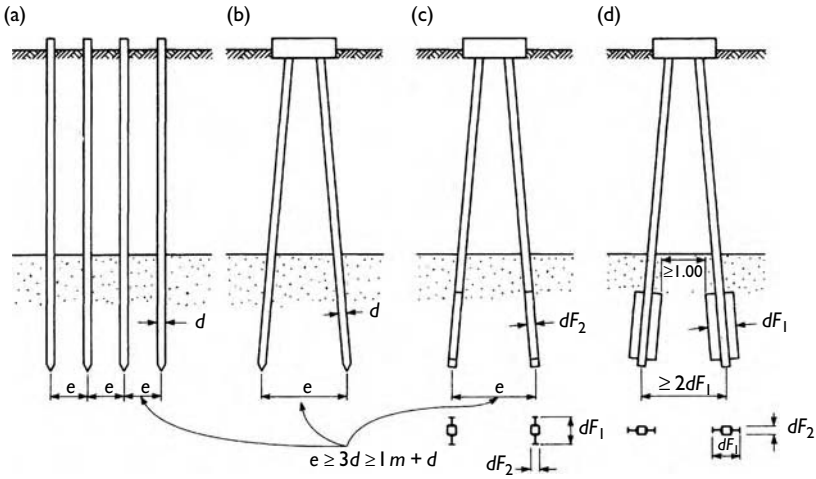 (a) (b) (c) (d)
≥1.00
d d dF₂ dF₁
e e e e e ≥ 2dF₁
dF₁ dF₂
dF₁
e ≥ 3d ≥ 1 m + d dF₂